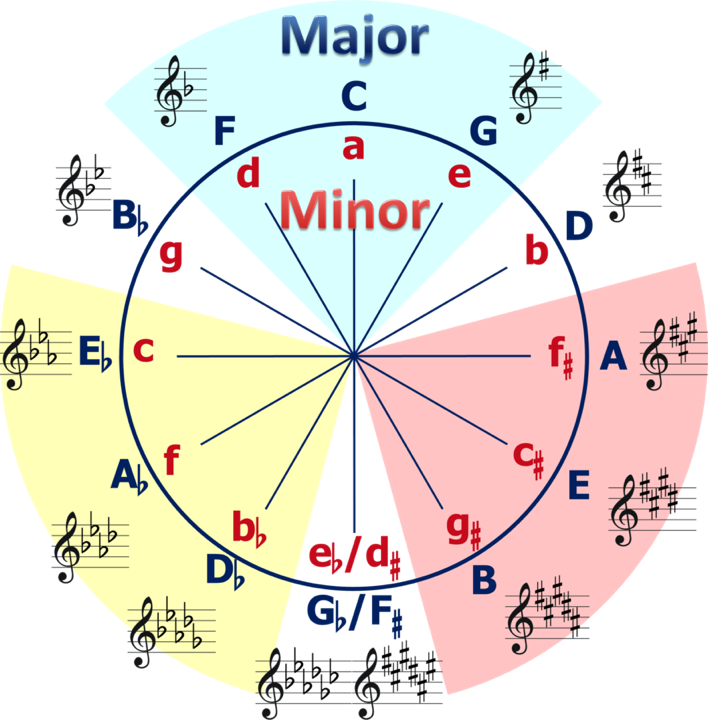 Major
C
F
G
a
d
e
Minor
B♭
D
g
b
E♭
c
f♯
A
A♭
f
c♯
E
b♭
g♯
D♭
e♭/d♯
B
G♭/F♯